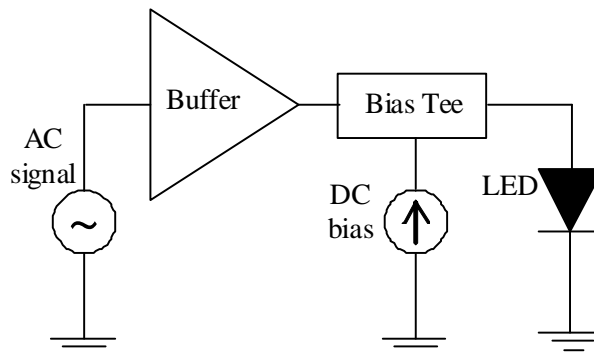 Buffer
Bias Tee
AC
signal
~
DC
bias
LED